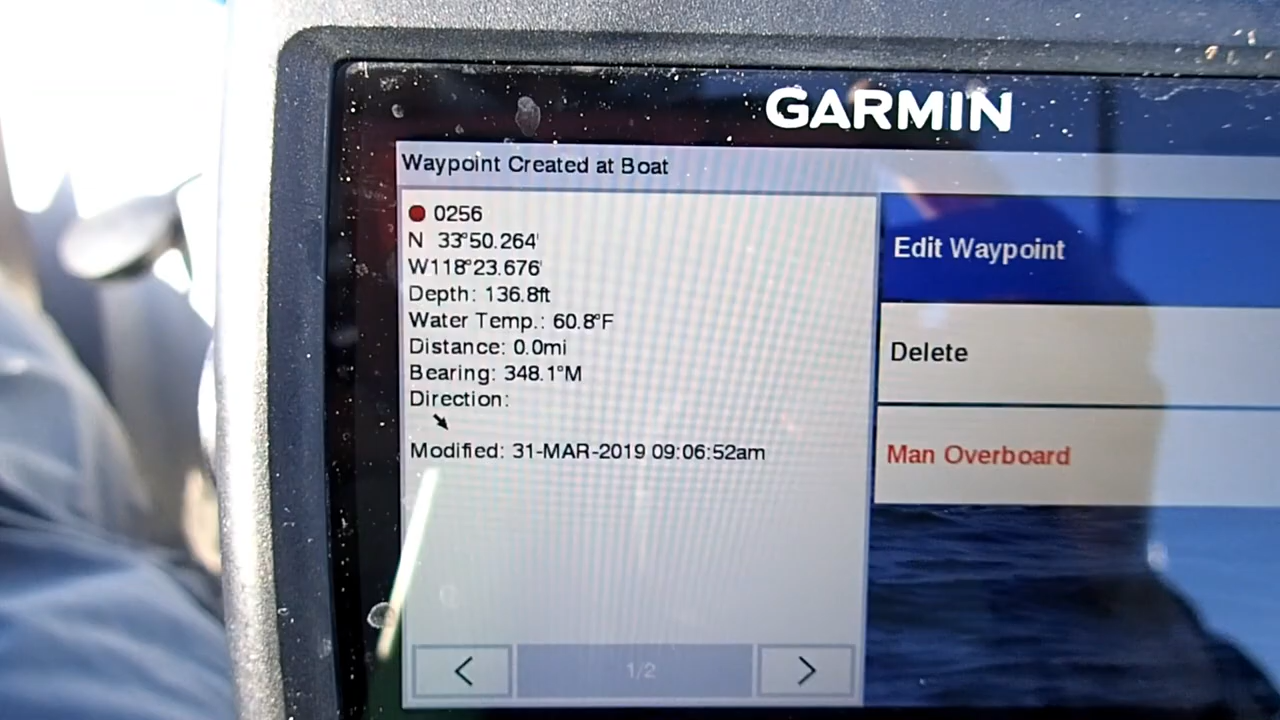 GARMIN
Waypoint Created at Boat
0256
N 33°50.264'
W118°23.676'
Depth: 136.8ft
Water Temp.: 60.8°F
Distance: 0.0mi
Bearing: 348.1°M
Direction:
Modified: 31-MAR-2019 09:06:52am
1/2
Edit Waypoint
Delete
Man Overboard